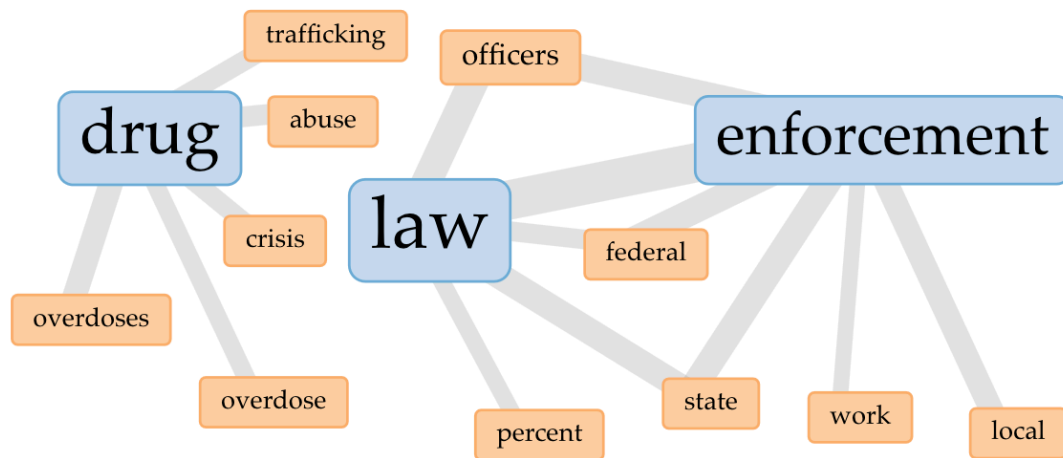 trafficking
officers
drug
abuse
enforcement
law
crisis
federal
overdoses
overdose
state
work
percent
local